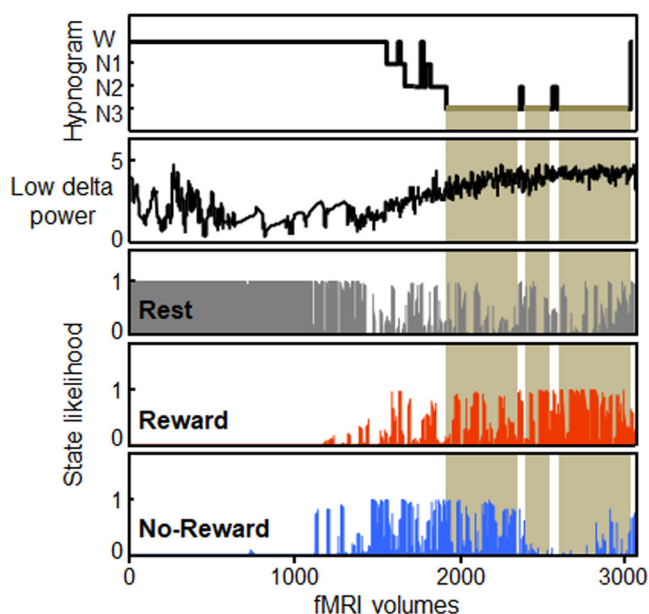 Hypnogram
W
N1
N2
N3
Low delta
power
5
0
State likelihood
1
0
Rest
1
0
Reward
1
0
No-Reward
0 1000 2000 3000
fMRI volumes